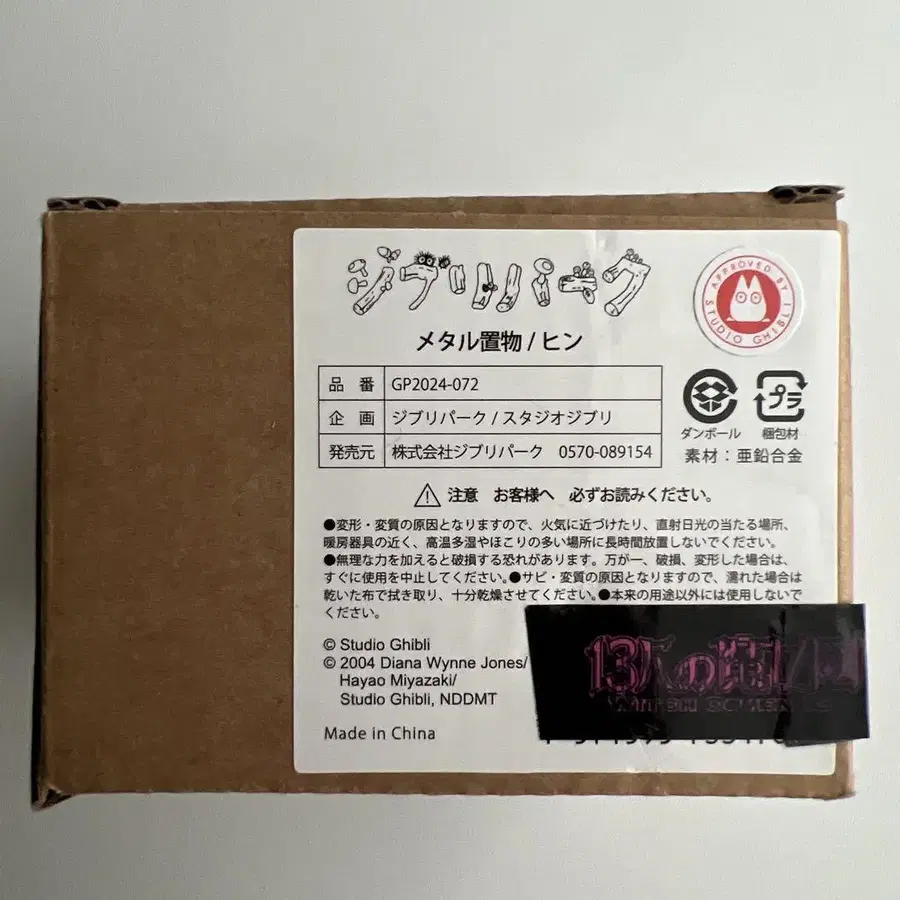 ジブリパーク
APPROVED BY
STUDIO GHIBLI
メタル置物 / ヒン
品 番 GP2024-072
企 画 ジブリパーク / スタジオジブリ
発売元 株式会社ジブリパーク 0570-089154
プラ
ダンボール 梱包材
素材：亜鉛合金
注意 お客様へ 必ずお読みください。
●変形・変質の原因となりますので、火気に近づけたり、直射日光の当たる場所、
暖房器具の近く、高温多湿やほこりの多い場所に長時間放置しないでください。
●無理な力を加えると破損する恐れがあります。万が一、破損、変形した場合は、
すぐに使用を中止してください。●サビ・変質の原因となりますので、濡れた場合は
乾いた布で拭き取り、十分乾燥させてください。●本来の用途以外には使用しないで
ください。
© Studio Ghibli
© 2004 Diana Wynne Jones/
Hayao Miyazaki/
Studio Ghibli, NDDMT
Made in China
13人の